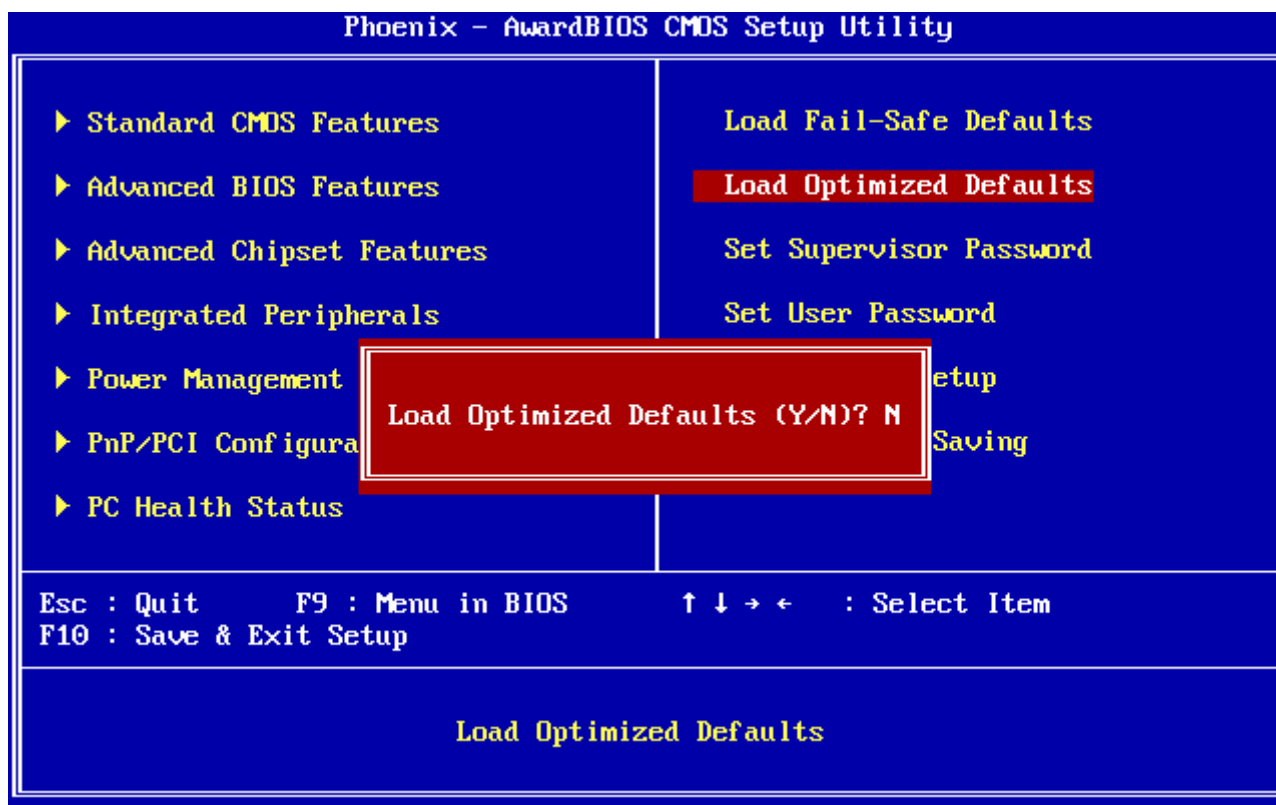 Phoenix - AwardBIOS CMOS Setup Utility
Standard CMOS Features
Advanced BIOS Features
Advanced Chipset Features
Integrated Peripherals
Power Management
PnP/PCI Configura
PC Health Status
Load Fail-Safe Defaults
Load Optimized Defaults
Set Supervisor Password
Set User Password
etup
Saving
Load Optimized Defaults (Y/N)? N
Esc : Quit F9 : Menu in BIOS ↑ ↓ → ← : Select Item
F10 : Save & Exit Setup
Load Optimized Defaults